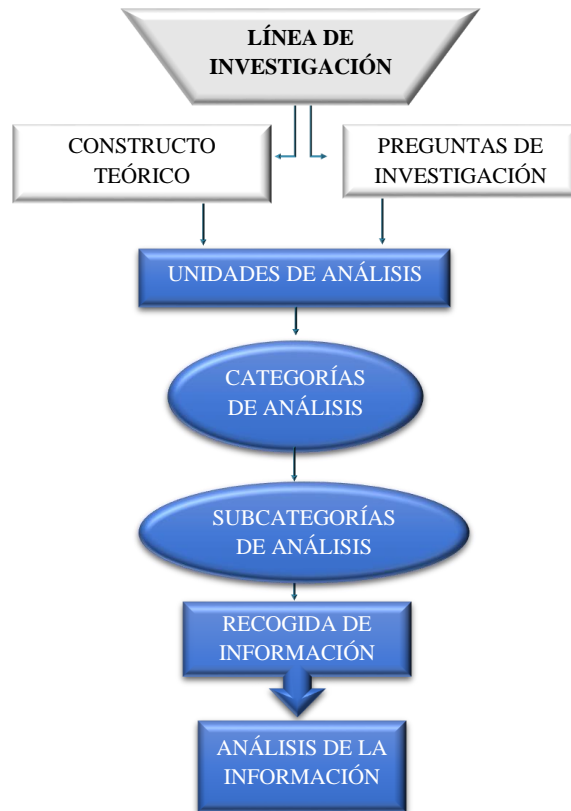 LÍNEA DE
INVESTIGACIÓN
CONSTRUCTO
TEÓRICO
PREGUNTAS DE
INVESTIGACIÓN
UNIDADES DE ANÁLISIS
CATEGORÍAS
DE ANÁLISIS
SUBCATEGORÍAS
DE ANÁLISIS
RECOGIDA DE
INFORMACIÓN
ANÁLISIS DE LA
INFORMACIÓN